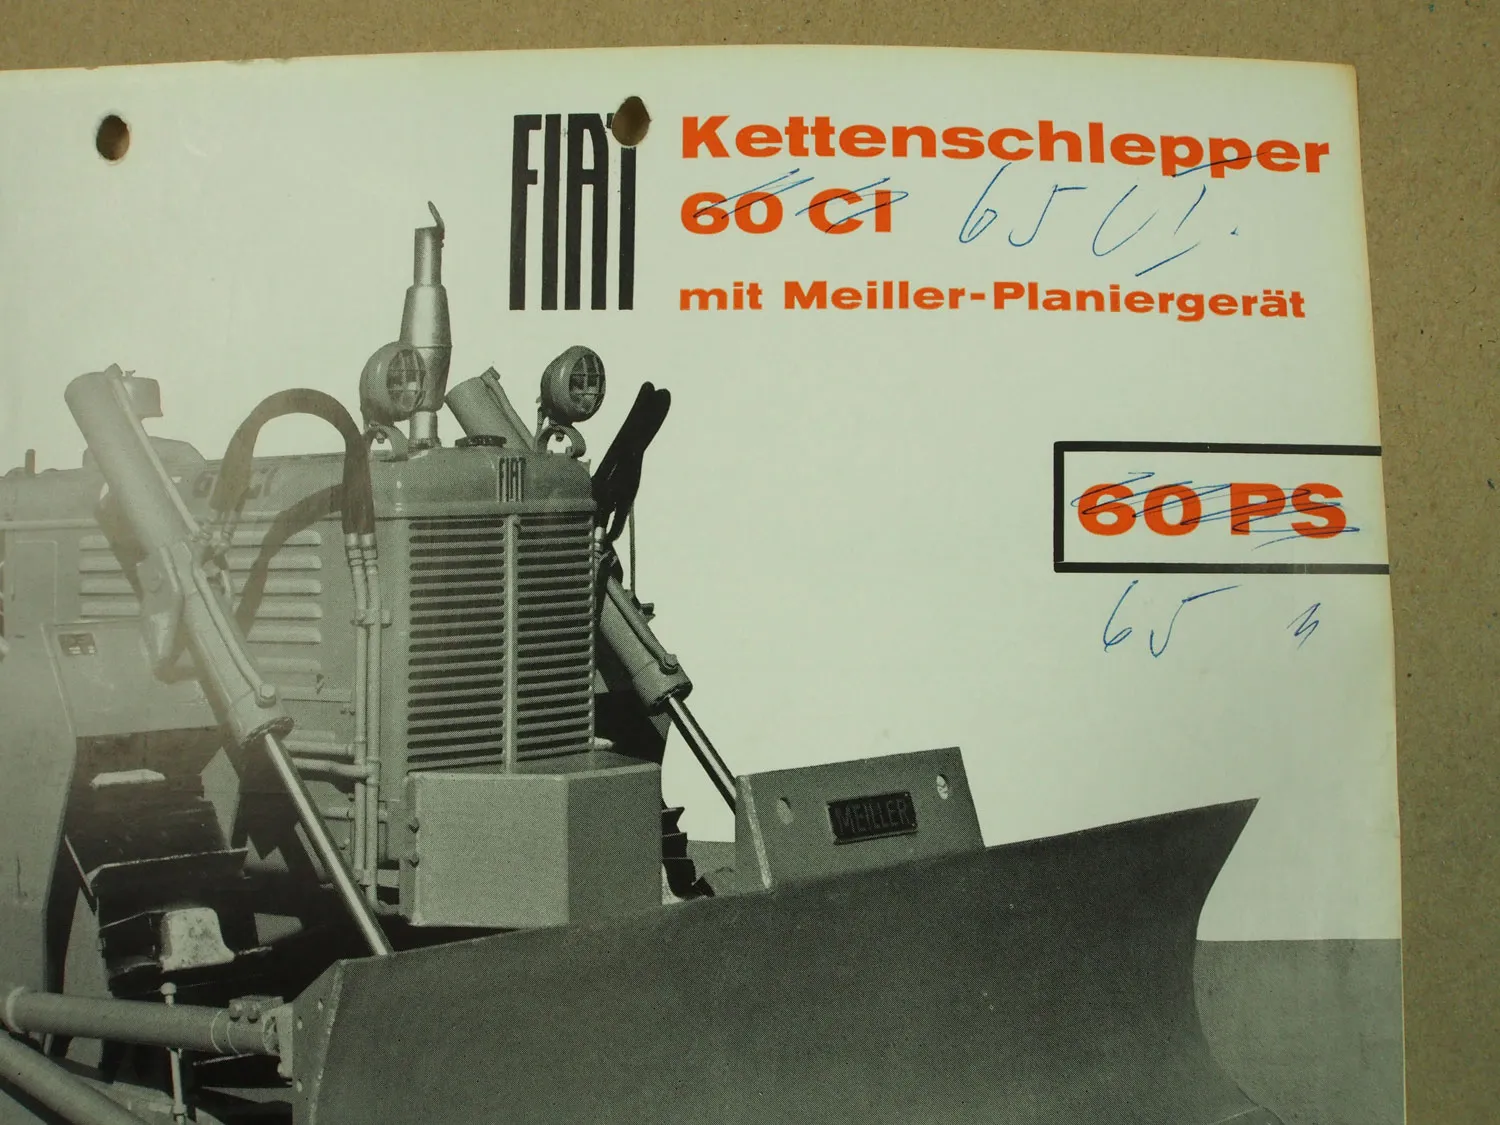 FIAT
Kettenschlepper
60 CI 65 CI.
mit Meiller-Planiergerät
60 PS
65 "
FIAT
MEILLER